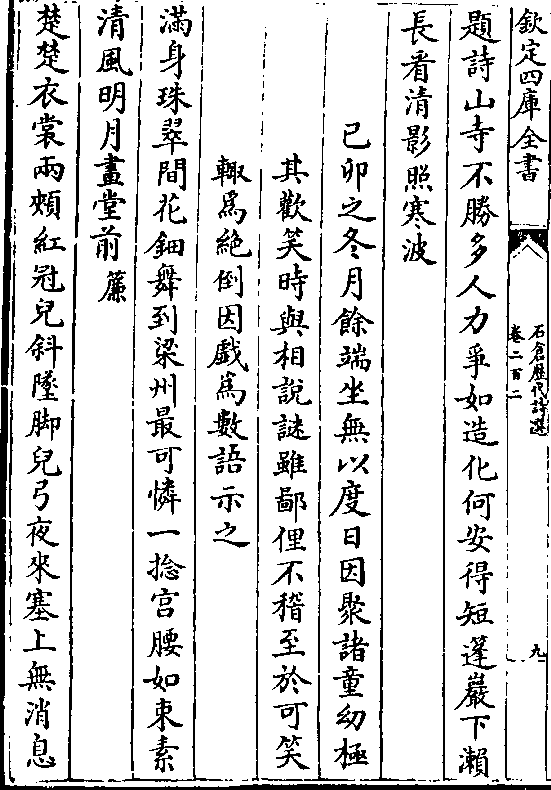 欽定四庫全書
石倉歷代詩選
卷二百二
九
題詩山寺不勝多人力爭如造化何安得短蓬巖下瀨
長看清影照寒波
己卯之冬月餘端坐無以度日因聚諸童幼極
其歡笑時與相說謎雖鄙俚不稽至於可笑
輙爲絕倒因戲爲數語示之
滿身珠翠間花鈿舞到梁州最可憐一捻宫腰如束素
清風明月畫堂前簾
楚楚衣裳兩頰紅冠兒斜墜脚兒弓夜來塞上無消息